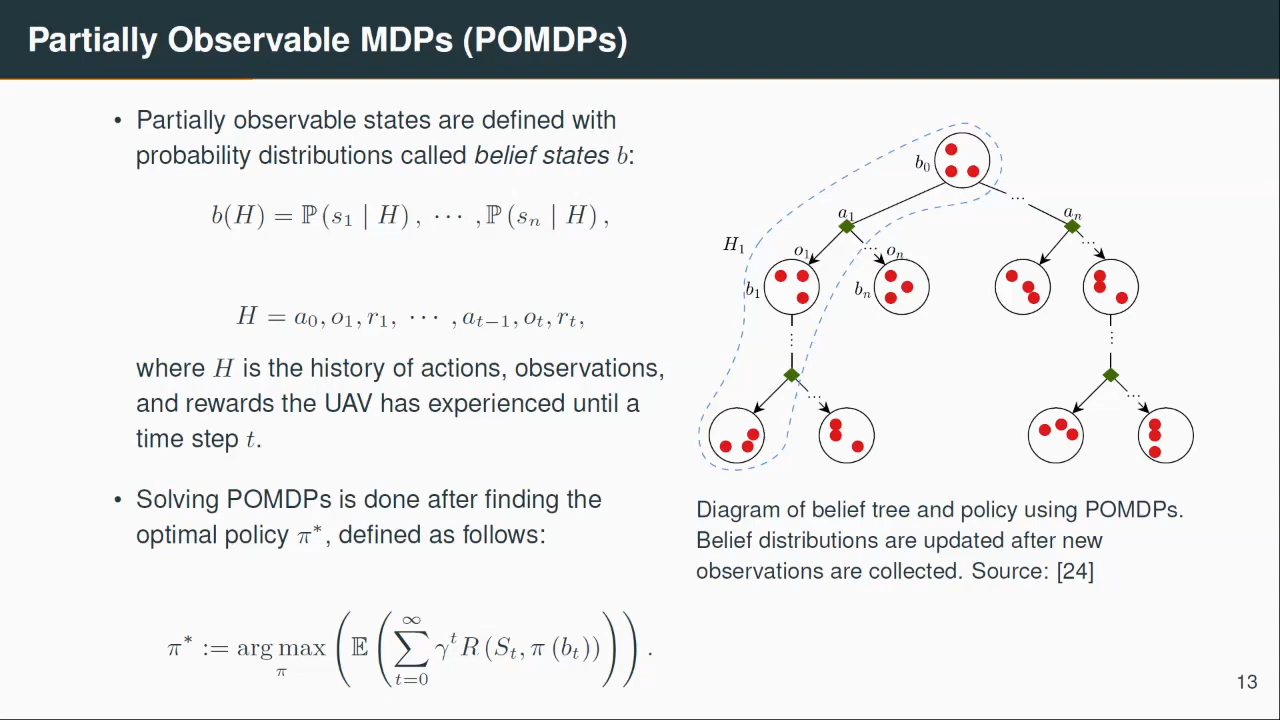 Partially Observable MDPs (POMDPs)
• Partially observable states are defined with
probability distributions called belief states b:
b(H) = ℙ (s₁ | H) , ⋯ , ℙ (sₙ | H) ,
H = a₀, o₁, r₁, ⋯ , aₜ₋₁, oₜ, rₜ,
where H is the history of actions, observations,
and rewards the UAV has experienced until a
time step t.
• Solving POMDPs is done after finding the
optimal policy π*, defined as follows:
π* := arg max_π ( 𝔼 ( ∑_{t=0}^{∞} γᵗ R (Sₜ, π (bₜ)) ) ) .
b₀
...
a₁
aₙ
H₁
o₁
...
oₙ
...
b₁
bₙ
...
...
...
...
Diagram of belief tree and policy using POMDPs.
Belief distributions are updated after new
observations are collected. Source: [24]
13